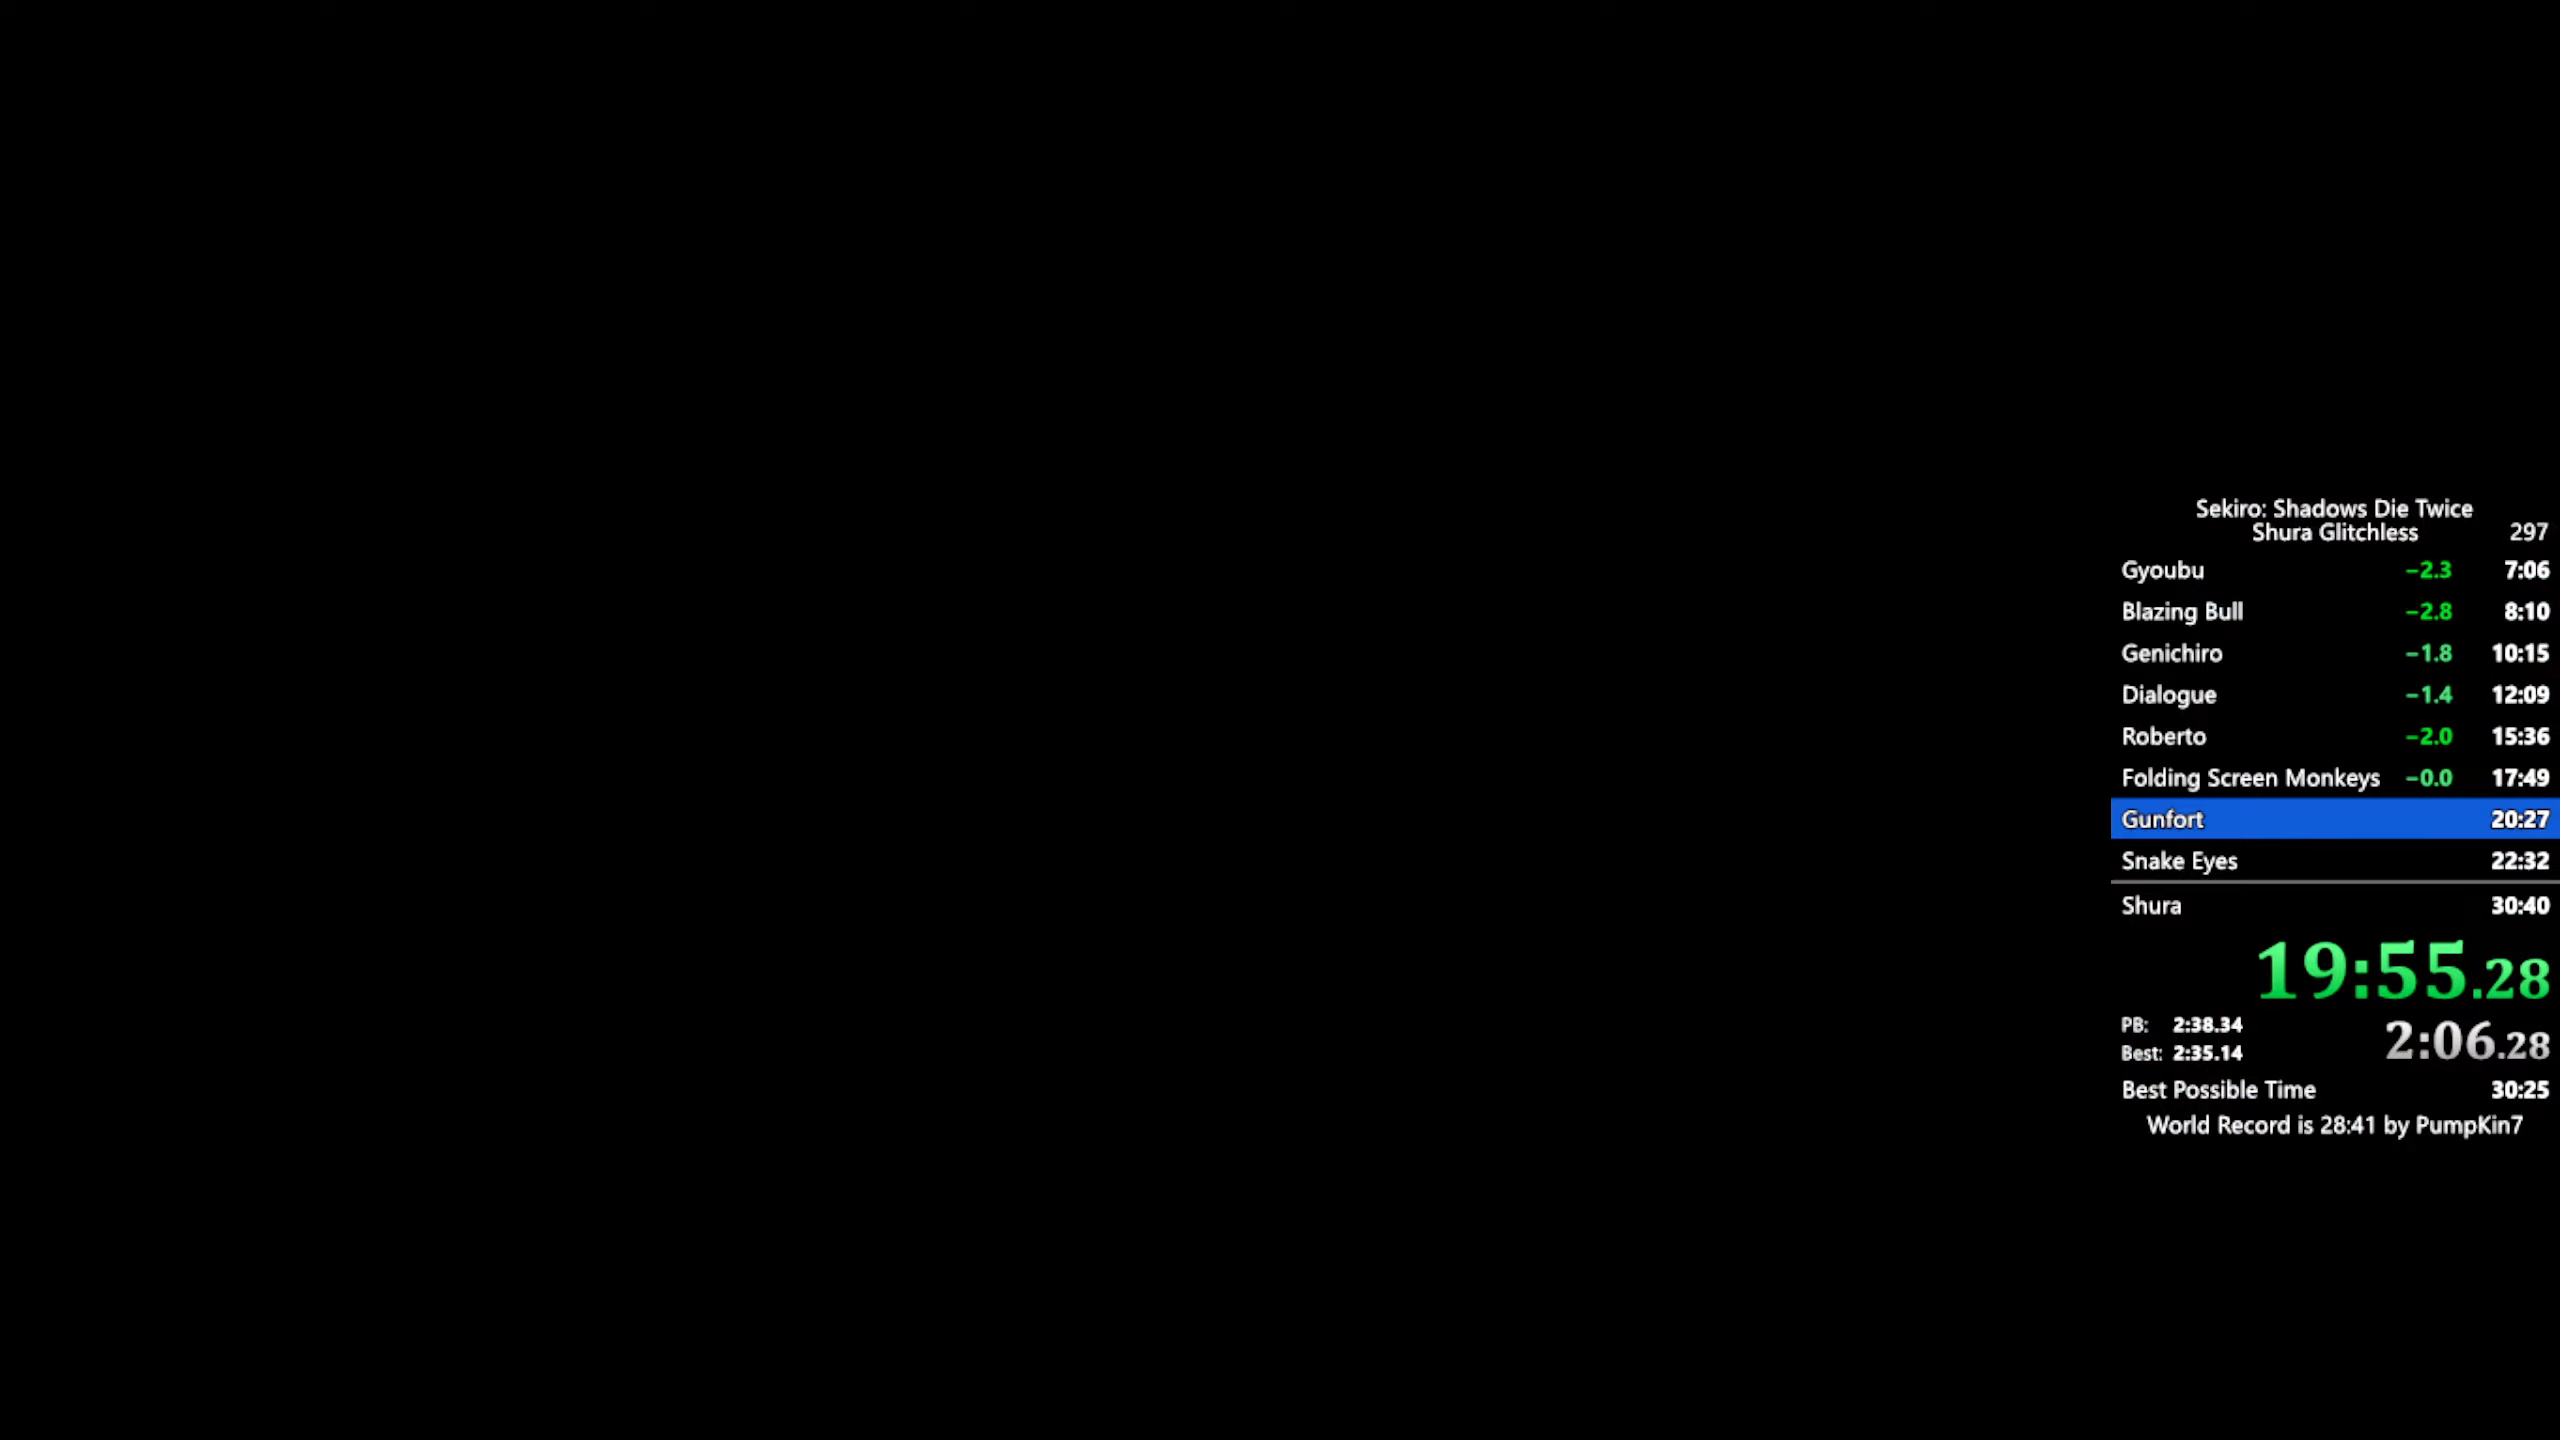 Sekiro: Shadows Die Twice
Shura Glitchless 297
Gyoubu −2.3 7:06
Blazing Bull −2.8 8:10
Genichiro −1.8 10:15
Dialogue −1.4 12:09
Roberto −2.0 15:36
Folding Screen Monkeys −0.0 17:49
Gunfort 20:27
Snake Eyes 22:32
Shura 30:40
19:55.28
PB: 2:38.34 2:06.28
Best: 2:35.14
Best Possible Time 30:25
World Record is 28:41 by PumpKin7